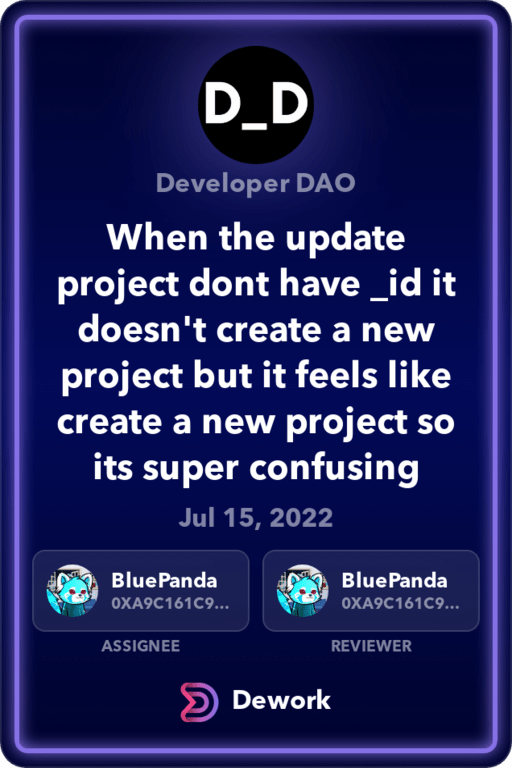 D_D
Developer DAO
When the update
project dont have _id it
doesn't create a new
project but it feels like
create a new project so
its super confusing
Jul 15, 2022
BluePanda
0XA9C161C9...
ASSIGNEE
BluePanda
0XA9C161C9...
REVIEWER
Dework